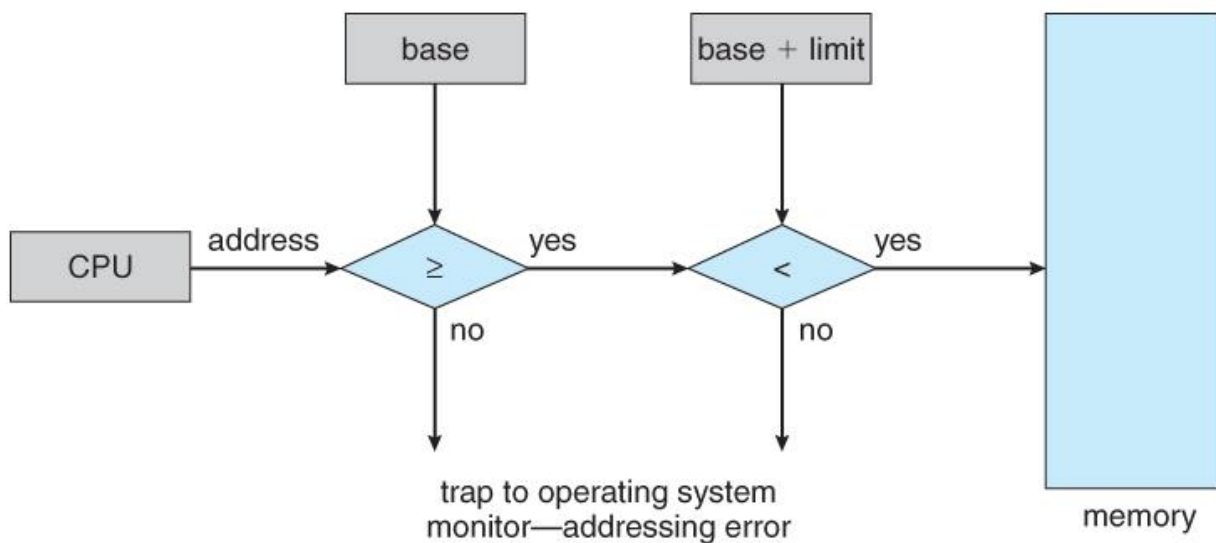 base
base + limit
address
yes
yes
CPU
≥
<
no
no
trap to operating system
monitor—addressing error
memory